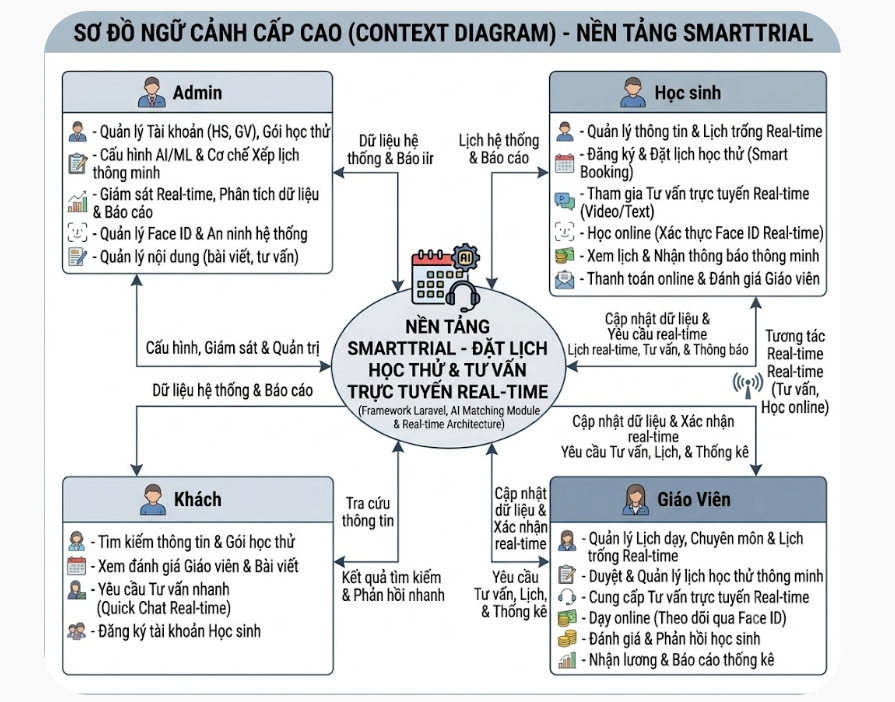 SƠ ĐỒ NGỮ CẢNH CẤP CAO (CONTEXT DIAGRAM) - NỀN TẢNG SMARTTRIAL
Admin
- Quản lý Tài khoản (HS, GV), Gói học thử
- Cấu hình AI/ML & Cơ chế Xếp lịch
thông minh
- Giám sát Real-time, Phân tích dữ liệu
& Báo cáo
- Quản lý Face ID & An ninh hệ thống
- Quản lý nội dung (bài viết, tư vấn)
Dữ liệu hệ
thống & Báo iir
Lịch hệ thống
& Báo cáo
Học sinh
- Quản lý thông tin & Lịch trống Real-time
- Đăng ký & Đặt lịch học thử (Smart
Booking)
- Tham gia Tư vấn trực tuyến Real-time
(Video/Text)
- Học online (Xác thực Face ID Real-time)
- Xem lịch & Nhận thông báo thông minh
- Thanh toán online & Đánh giá Giáo viên
AI
NỀN TẢNG
SMARTTRIAL - ĐẶT LỊCH
HỌC THỬ & TƯ VẤN
TRỰC TUYẾN REAL-TIME
(Framework Laravel, AI Matching Module
& Real-time Architecture)
Cấu hình, Giám sát & Quản trị
Dữ liệu hệ thống & Báo cáo
Cập nhật dữ liệu &
Yêu cầu real-time
Lịch real-time, Tư vấn, & Thông báo
Tương tác
Real-time
Real-time
(Tư vấn,
Học online)
Cập nhật dữ liệu & Xác nhận
real-time
Yêu cầu Tư vấn, Lịch, & Thống kê
Khách
- Tìm kiếm thông tin & Gói học thử
- Xem đánh giá Giáo viên & Bài viết
- Yêu cầu Tư vấn nhanh
(Quick Chat Real-time)
- Đăng ký tài khoản Học sinh
Tra cứu
thông tin
Kết quả tìm kiếm
& Phản hồi nhanh
Cập nhật
dữ liệu &
Xác nhận
real-time
Yêu cầu
Tư vấn, Lịch,
& Thống kê
Giáo Viên
- Quản lý Lịch dạy, Chuyên môn & Lịch
trống Real-time
- Duyệt & Quản lý lịch học thử thông minh
- Cung cấp Tư vấn trực tuyến Real-time
- Dạy online (Theo dõi qua Face ID)
- Đánh giá & Phản hồi học sinh
- Nhận lương & Báo cáo thống kê